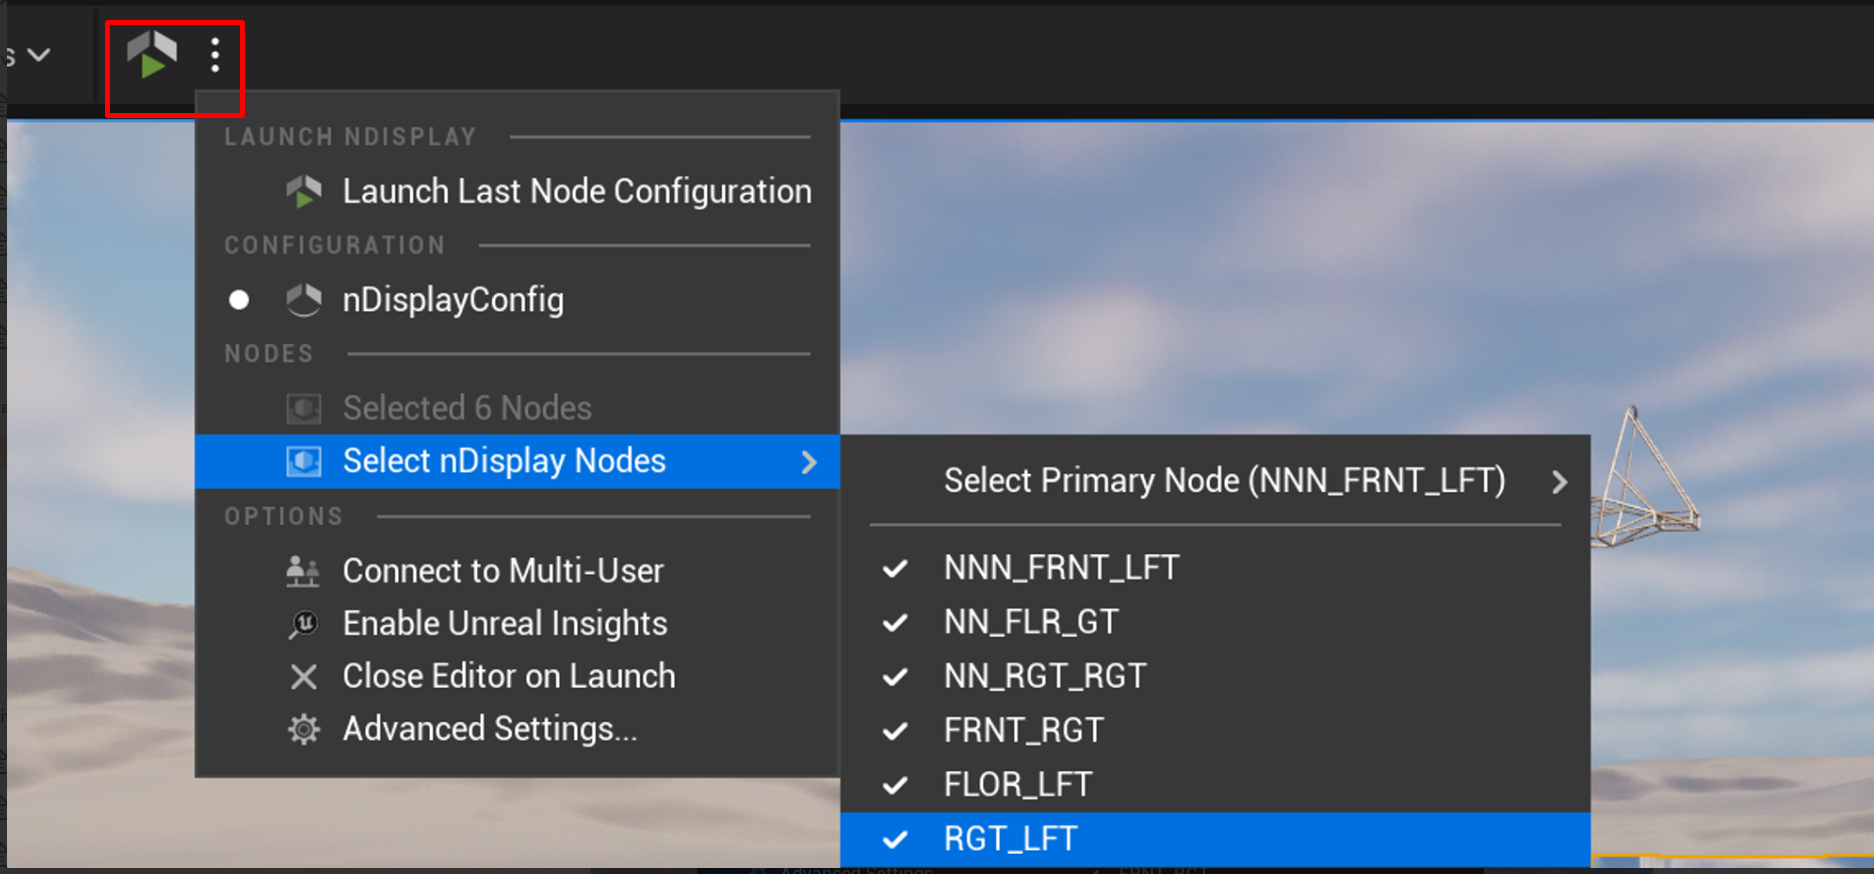 s
LAUNCH NDISPLAY
Launch Last Node Configuration
CONFIGURATION
nDisplayConfig
NODES
Selected 6 Nodes
Select nDisplay Nodes
OPTIONS
Connect to Multi-User
Enable Unreal Insights
Close Editor on Launch
Advanced Settings...
Select Primary Node (NNN_FRNT_LFT)
NNN_FRNT_LFT
NN_FLR_GT
NN_RGT_RGT
FRNT_RGT
FLOR_LFT
RGT_LFT